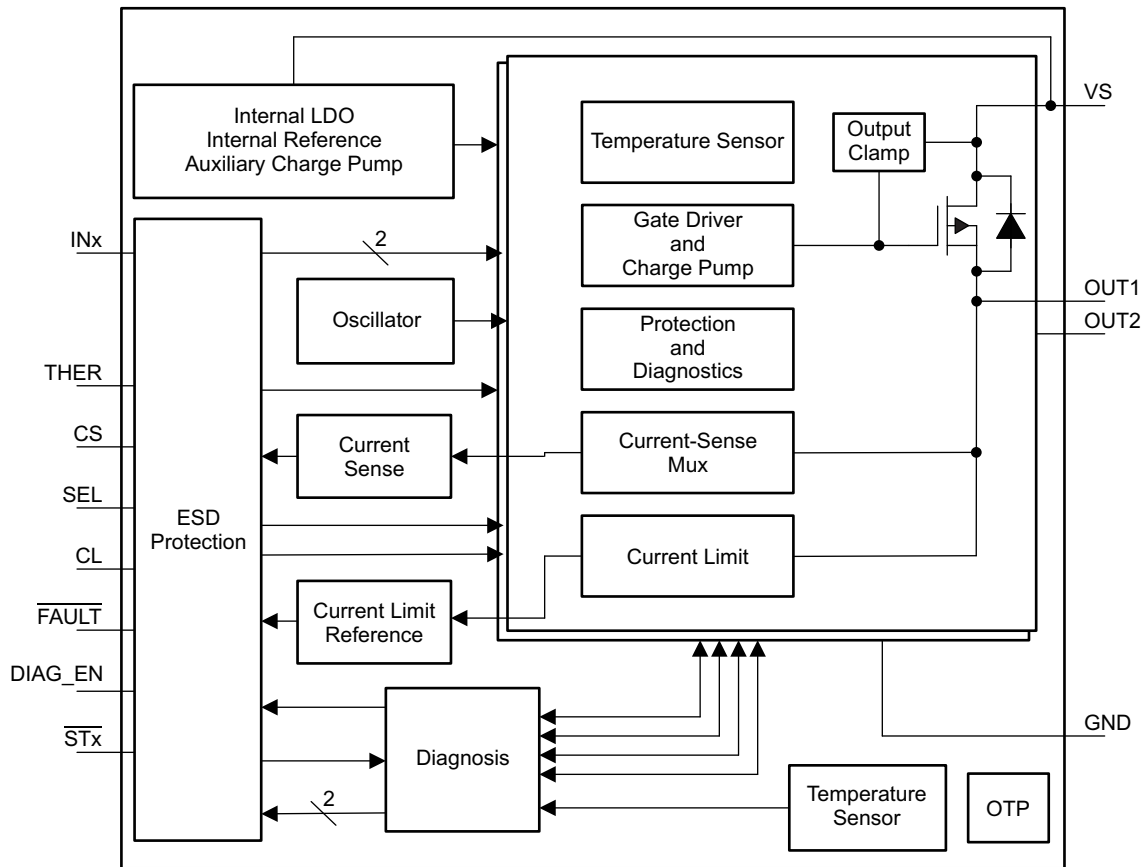 Internal LDO
Internal Reference
Auxiliary Charge Pump
Temperature Sensor
Output
Clamp
VS
INx
2
Gate Driver
and
Charge Pump
Oscillator
OUT1
OUT2
Protection
and
Diagnostics
THER
CS
Current
Sense
Current-Sense
Mux
SEL
ESD
Protection
CL
Current Limit
FAULT
Current Limit
Reference
DIAG_EN
STx
Diagnosis
GND
2
Temperature
Sensor
OTP